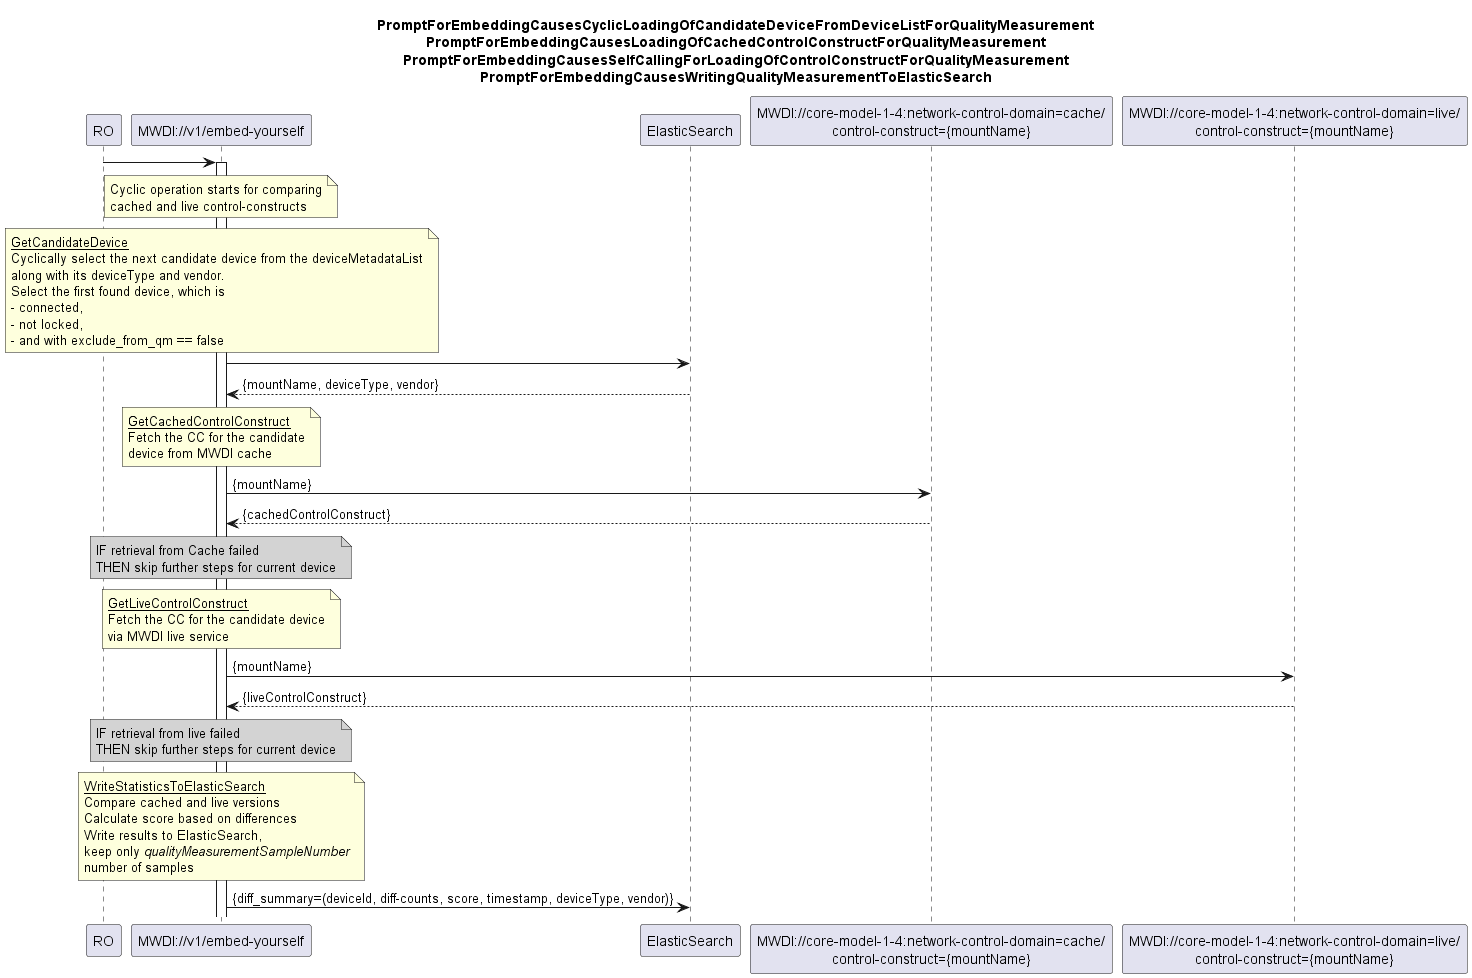 PromptForEmbeddingCausesCyclicLoadingOfCandidateDeviceFromDeviceListForQualityMeasurement
PromptForEmbeddingCausesLoadingOfCachedControlConstructForQualityMeasurement
PromptForEmbeddingCausesSelfCallingForLoadingOfControlConstructForQualityMeasurement
PromptForEmbeddingCausesWritingQualityMeasurementToElasticSearch
RO
MWDI://v1/embed-yourself
ElasticSearch
MWDI://core-model-1-4:network-control-domain=cache/
control-construct={mountName}
MWDI://core-model-1-4:network-control-domain=live/
control-construct={mountName}
Cyclic operation starts for comparing
cached and live control-constructs
GetCandidateDevice
Cyclically select the next candidate device from the deviceMetadataList
along with its deviceType and vendor.
Select the first found device, which is
- connected,
- not locked,
- and with exclude_from_qm == false
{mountName, deviceType, vendor}
GetCachedControlConstruct
Fetch the CC for the candidate
device from MWDI cache
{mountName}
{cachedControlConstruct}
IF retrieval from Cache failed
THEN skip further steps for current device
GetLiveControlConstruct
Fetch the CC for the candidate device
via MWDI live service
{mountName}
{liveControlConstruct}
IF retrieval from live failed
THEN skip further steps for current device
WriteStatisticsToElasticSearch
Compare cached and live versions
Calculate score based on differences
Write results to ElasticSearch,
keep only qualityMeasurementSampleNumber
number of samples
{diff_summary=(deviceId, diff-counts, score, timestamp, deviceType, vendor)}
RO
MWDI://v1/embed-yourself
ElasticSearch
MWDI://core-model-1-4:network-control-domain=cache/
control-construct={mountName}
MWDI://core-model-1-4:network-control-domain=live/
control-construct={mountName}